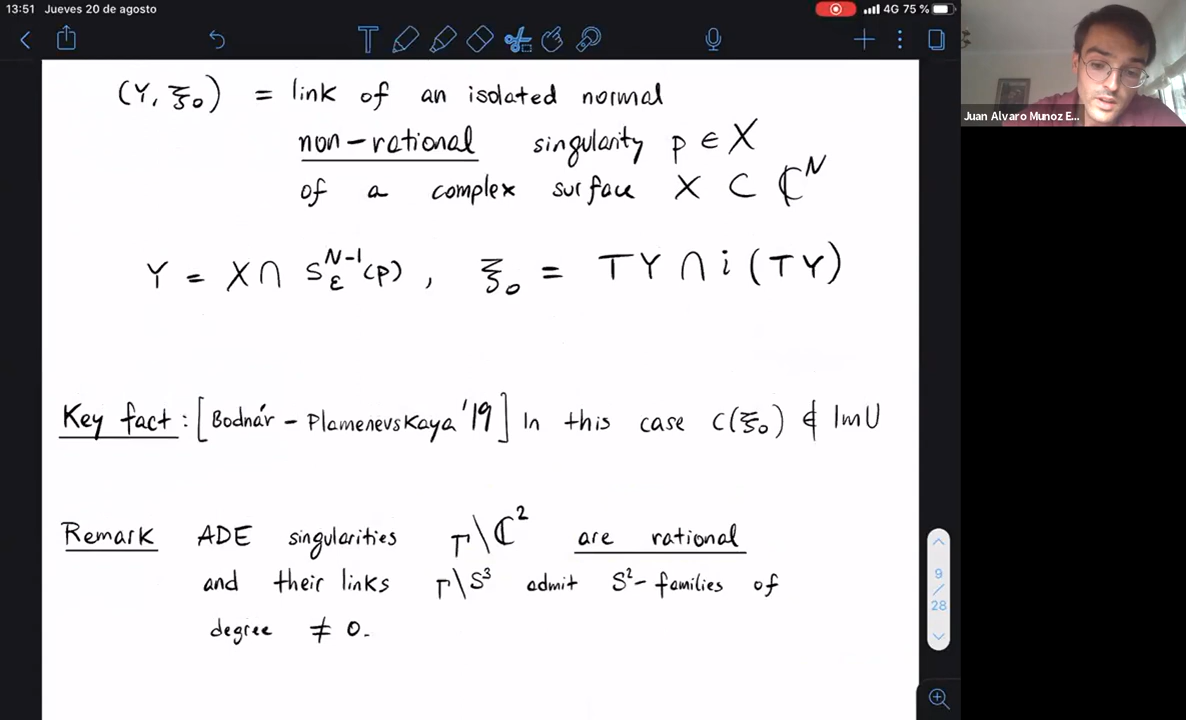 13:51 Jueves 20 de agosto
4G 75 %
Juan Alvaro Munoz E...
(Y, ξ₀) = link of an isolated normal
non-rational singularity p ∈ X
of a complex surface X ⊂ ℂᴺ
Y = X ∩ S_ε^{N-1}(p), ξ₀ = TY ∩ i(TY)
Key fact: [Bodnár - Plamenevskaya '19] In this case c(ξ₀) ∉ Im U
Remark ADE singularities Γ\ℂ² are rational
and their links Γ\S³ admit S²-families of
degree ≠ 0.
9
/
28